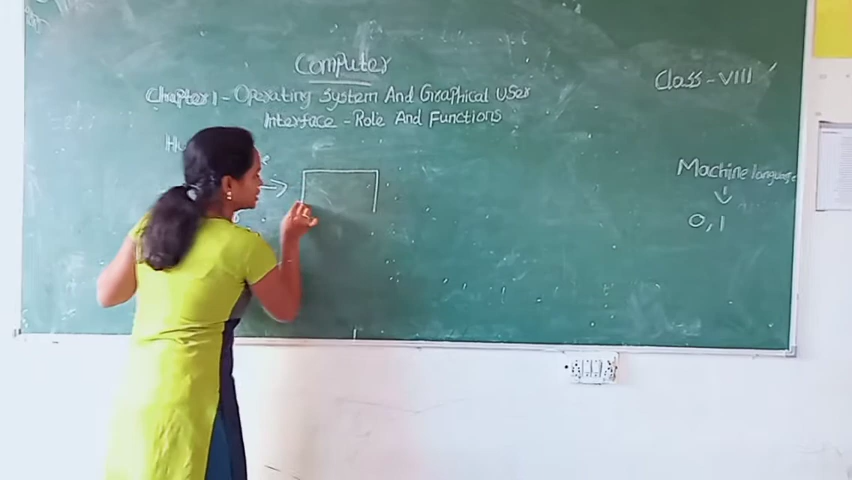 Computer
Class - VIII
Chapter 1 - Operating System And Graphical User
Interface - Role And Functions
Machine language
0, 1